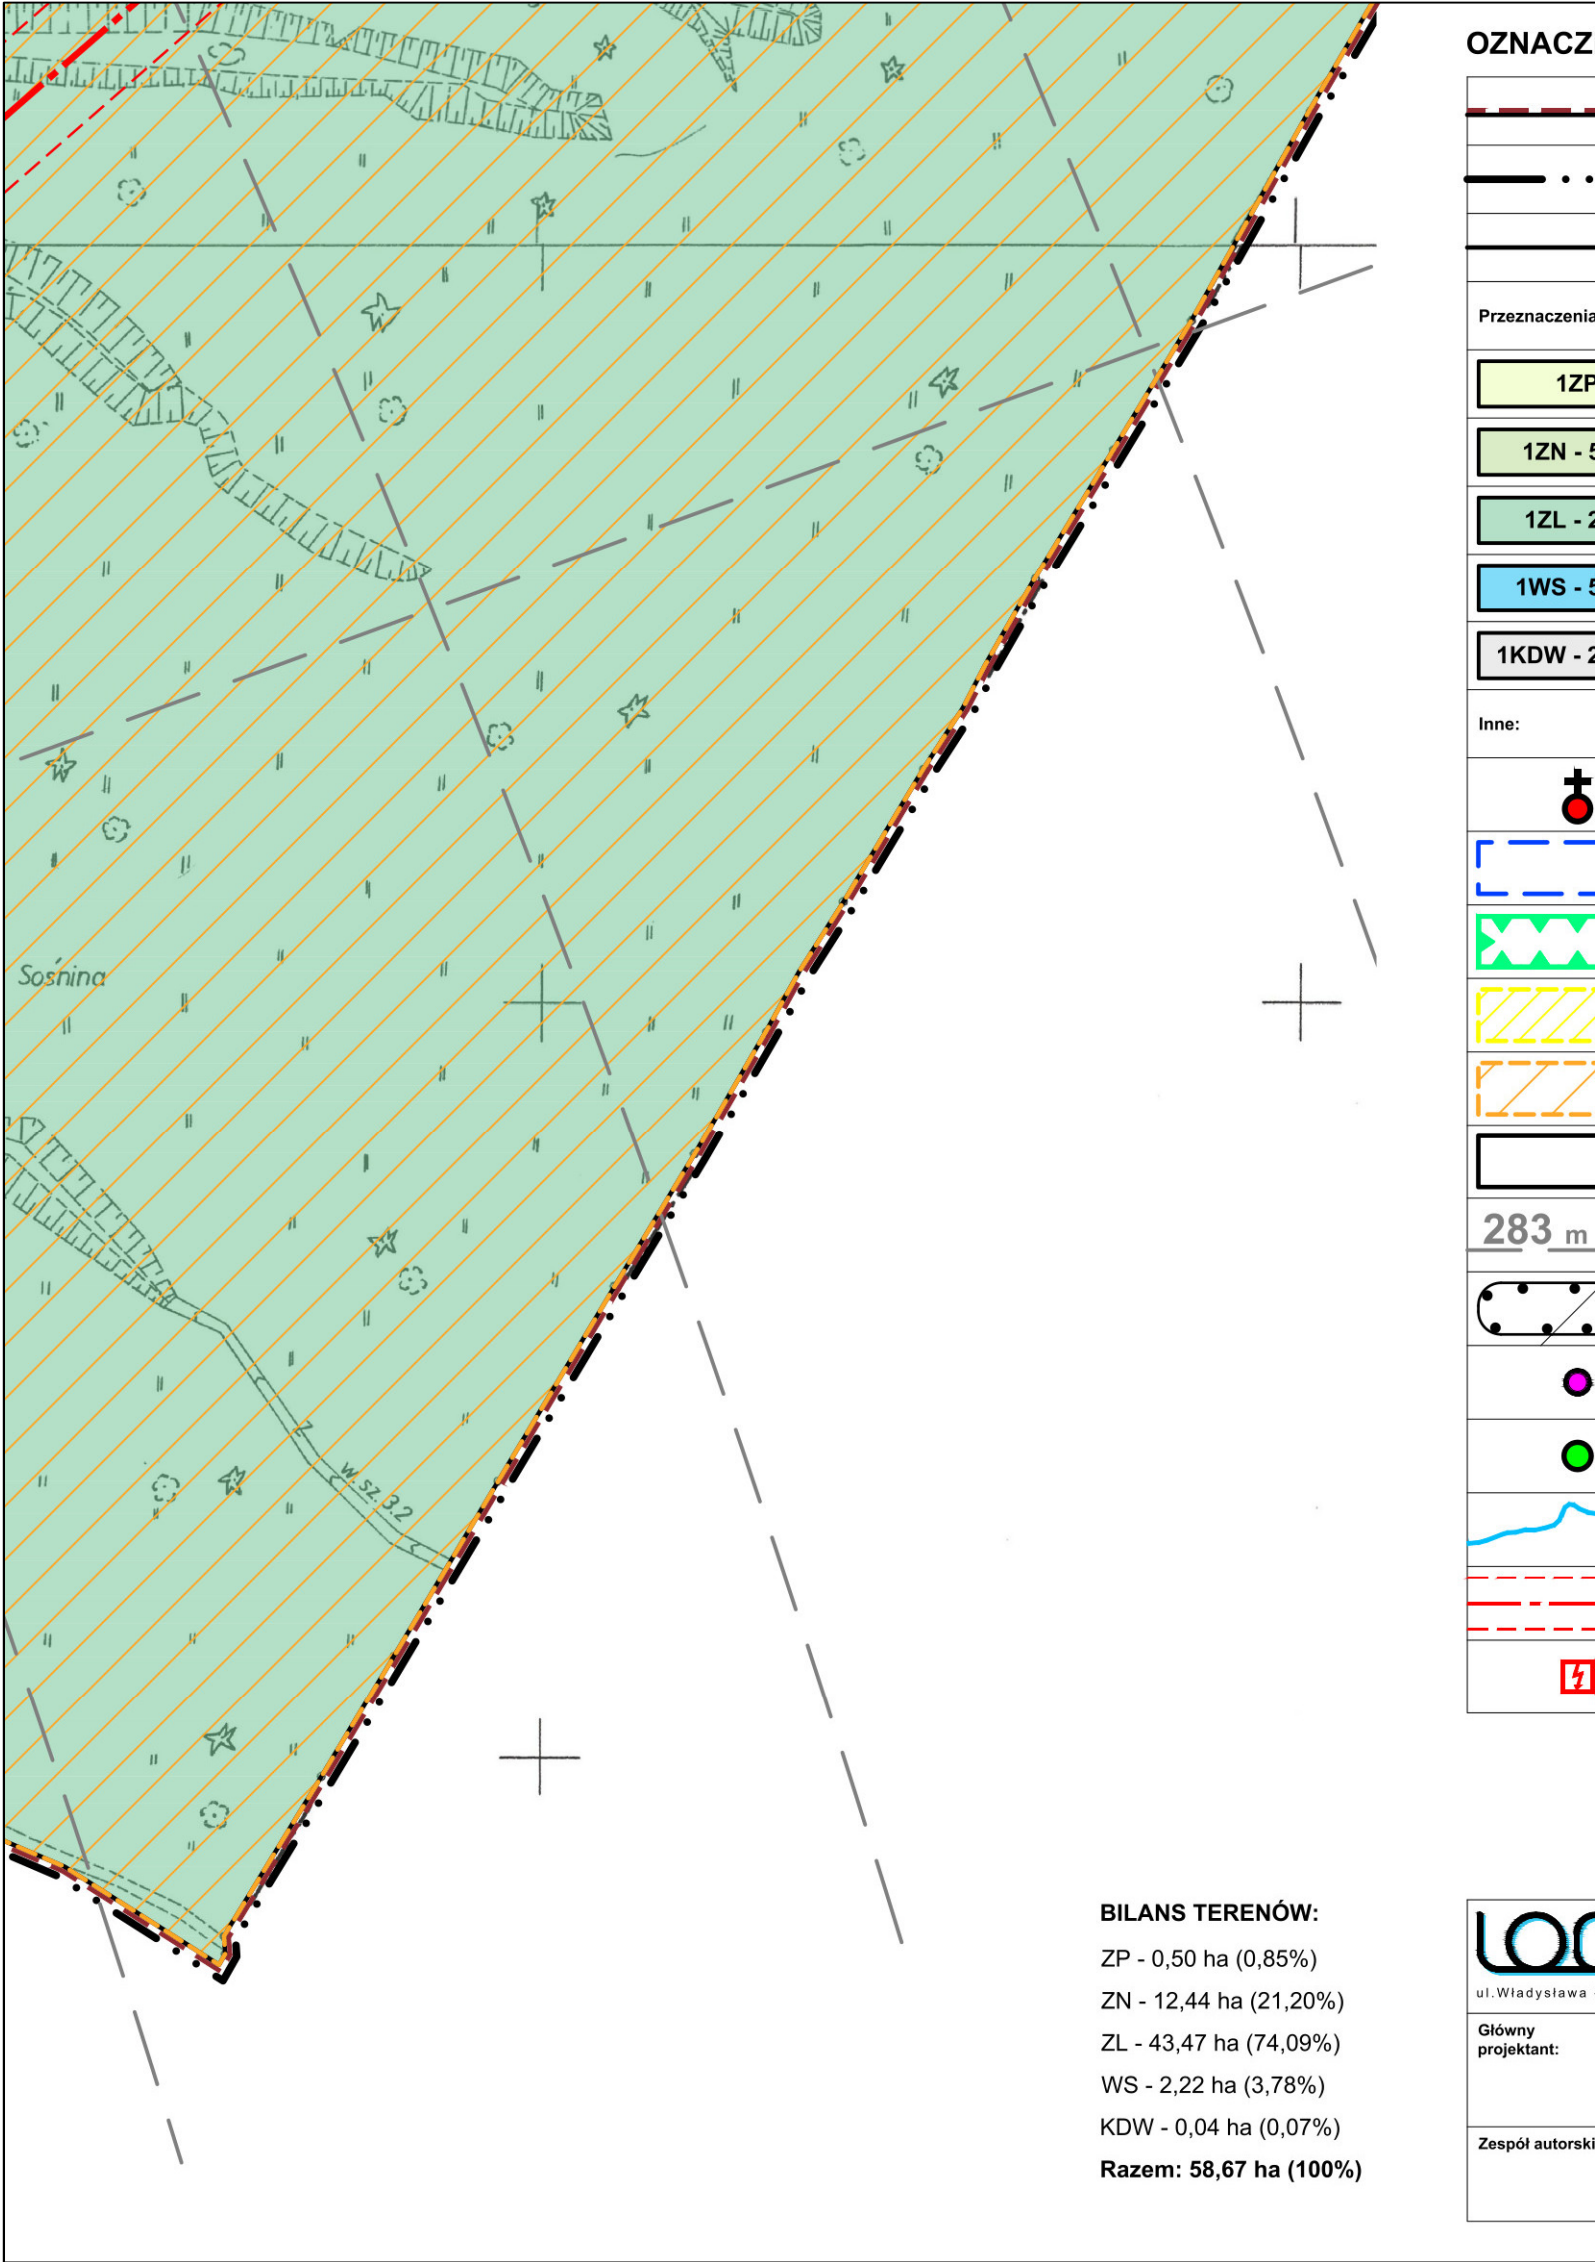 OZNACZ
Przeznaczenia
1ZP
1ZN - 5
1ZL - 2
1WS - 5
1KDW - 2
Inne:
283 m
Sośnina
w.sz.3.2
BILANS TERENÓW:
ZP - 0,50 ha (0,85%)
ZN - 12,44 ha (21,20%)
ZL - 43,47 ha (74,09%)
WS - 2,22 ha (3,78%)
KDW - 0,04 ha (0,07%)
Razem: 58,67 ha (100%)
ul.Władysława
Główny
projektant:
Zespół autorski